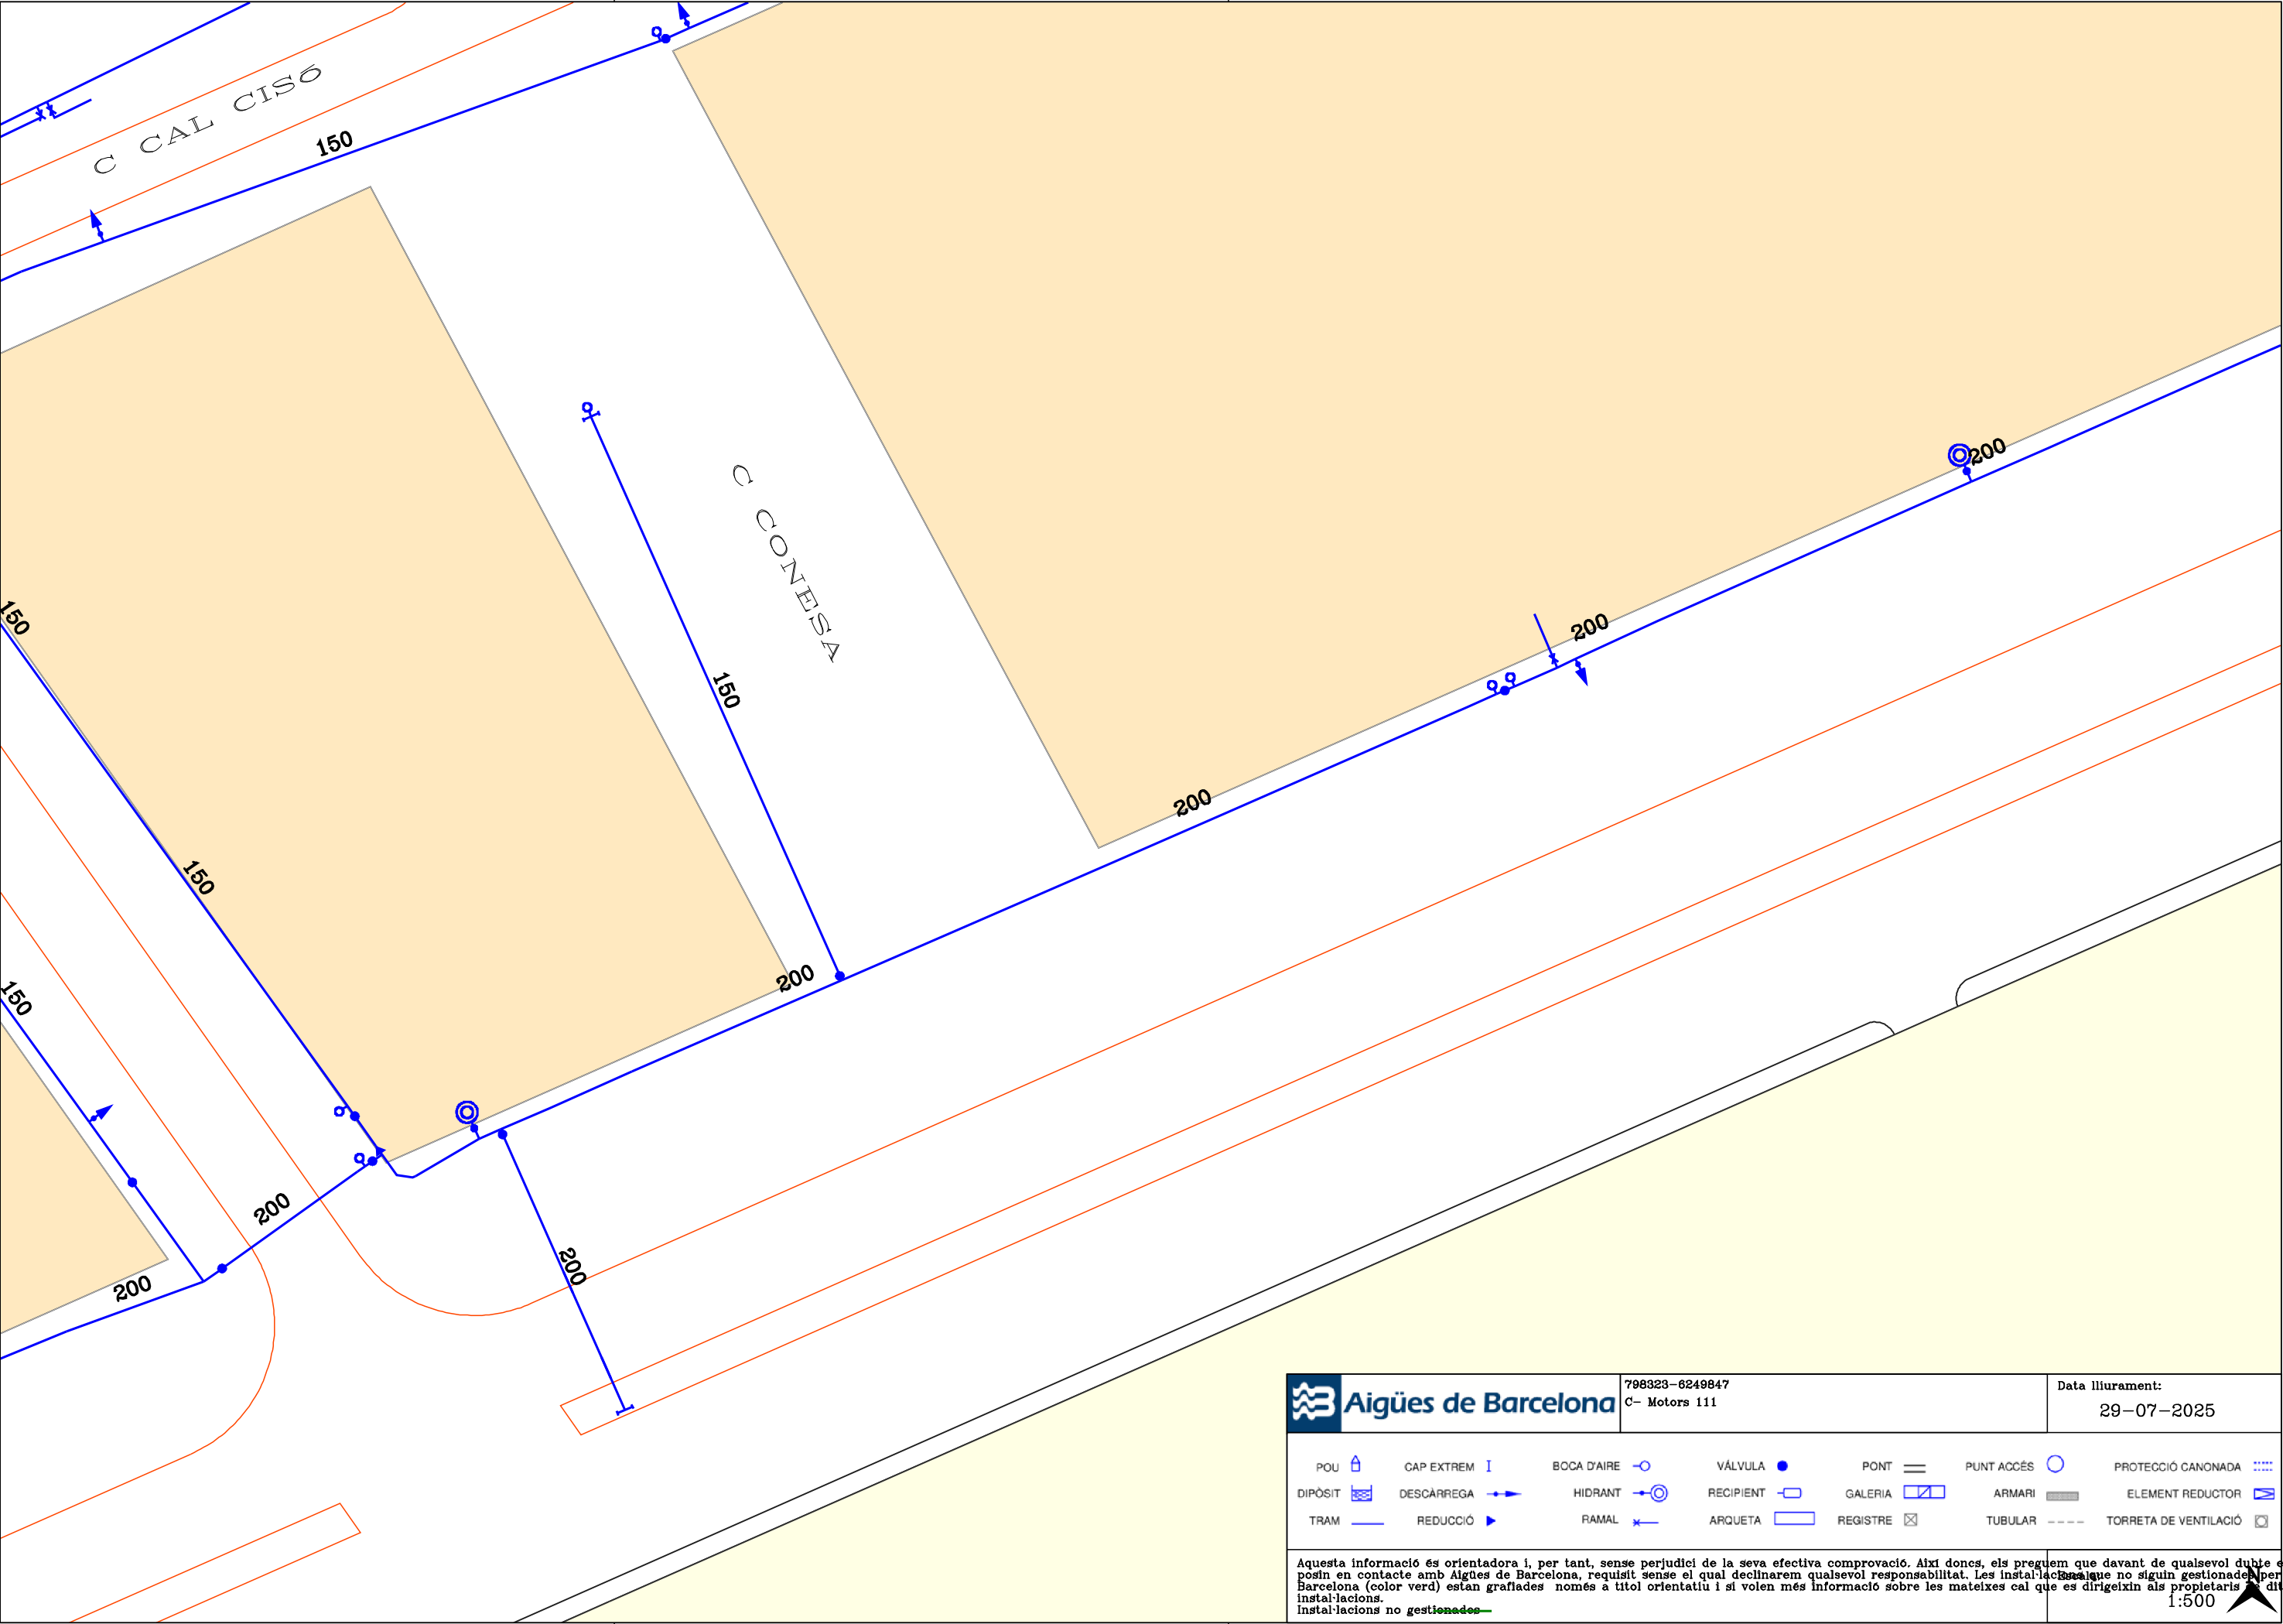 C CAL CISó
150
150
C CONESA
200
200
150
200
150
200
150
200
200
200
Aigües de Barcelona
798323-6249847
C- Motors 111
Data lliurament:
29-07-2025
POU CAP EXTREM BOCA D'AIRE VÁLVULA PONT PUNT ACCÉS PROTECCIÓ CANONADA
DIPÒSIT DESCÀRREGA HIDRANT RECIPIENT GALERIA ARMARI ELEMENT REDUCTOR
TRAM REDUCCIÓ RAMAL ARQUETA REGISTRE TUBULAR TORRETA DE VENTILACIÓ
Aquesta informació és orientadora i, per tant, sense perjudici de la seva efectiva comprovació. Així doncs, els preguem que davant de qualsevol dubte e
posin en contacte amb Aigües de Barcelona, requisit sense el qual declinarem qualsevol responsabilitat. Les instal·lacions que no siguin gestionades per
Barcelona (color verd) estan grafiades només a títol orientatiu i si volen més informació sobre les mateixes cal que es dirigeixin als propietaris de dit
instal·lacions.
Instal·lacions no gestionades
Escala:
1:500
N